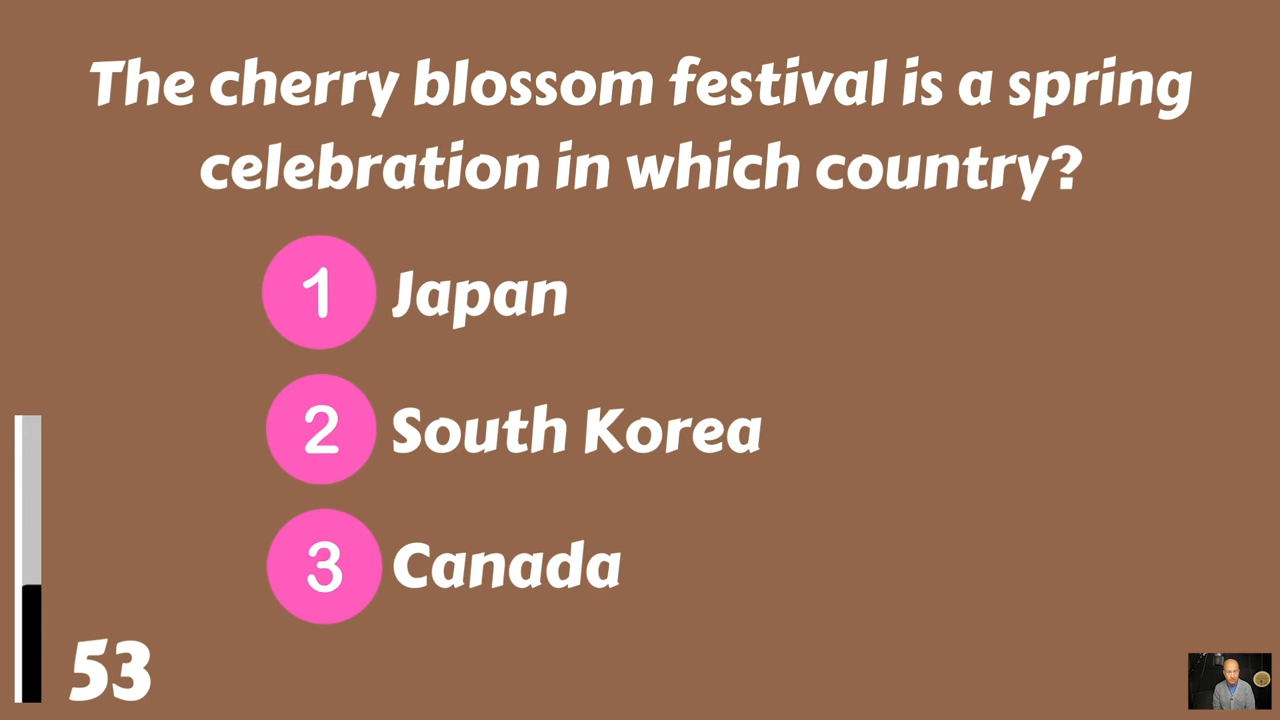 The cherry blossom festival is a spring
celebration in which country?
1 Japan
2 South Korea
3 Canada
53